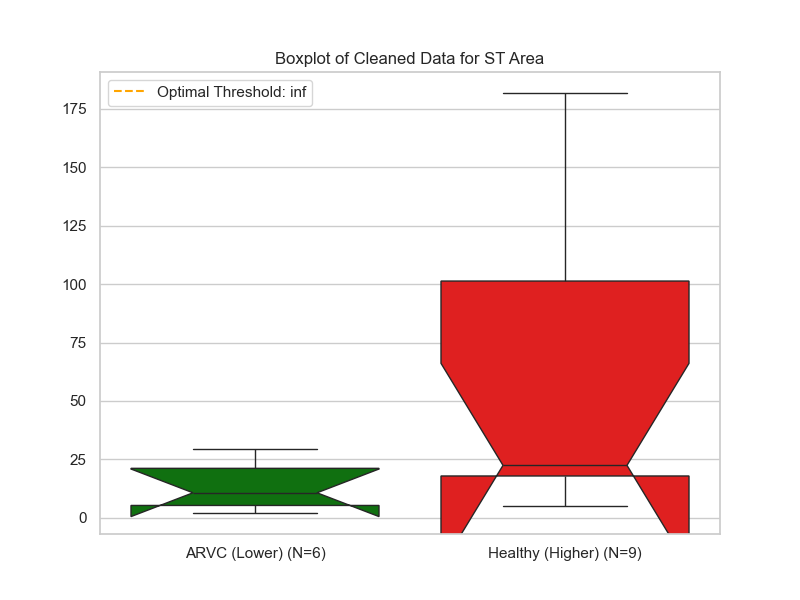 Boxplot of Cleaned Data for ST Area
Optimal Threshold: inf
175
150
125
100
75
50
25
0
ARVC (Lower) (N=6)
Healthy (Higher) (N=9)